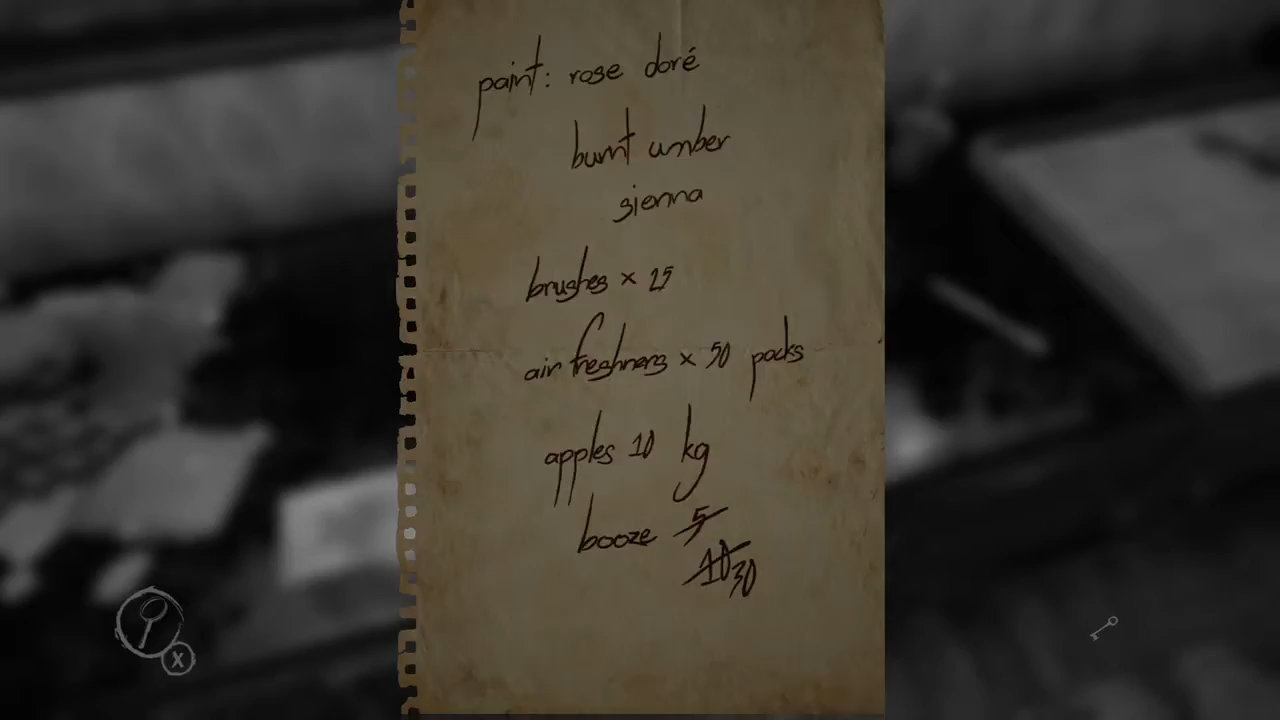 paint: rose doré
burnt umber
sienna
brushes x 25
air freshners x 50 packs
apples 10 kg
booze 5
10 30
X